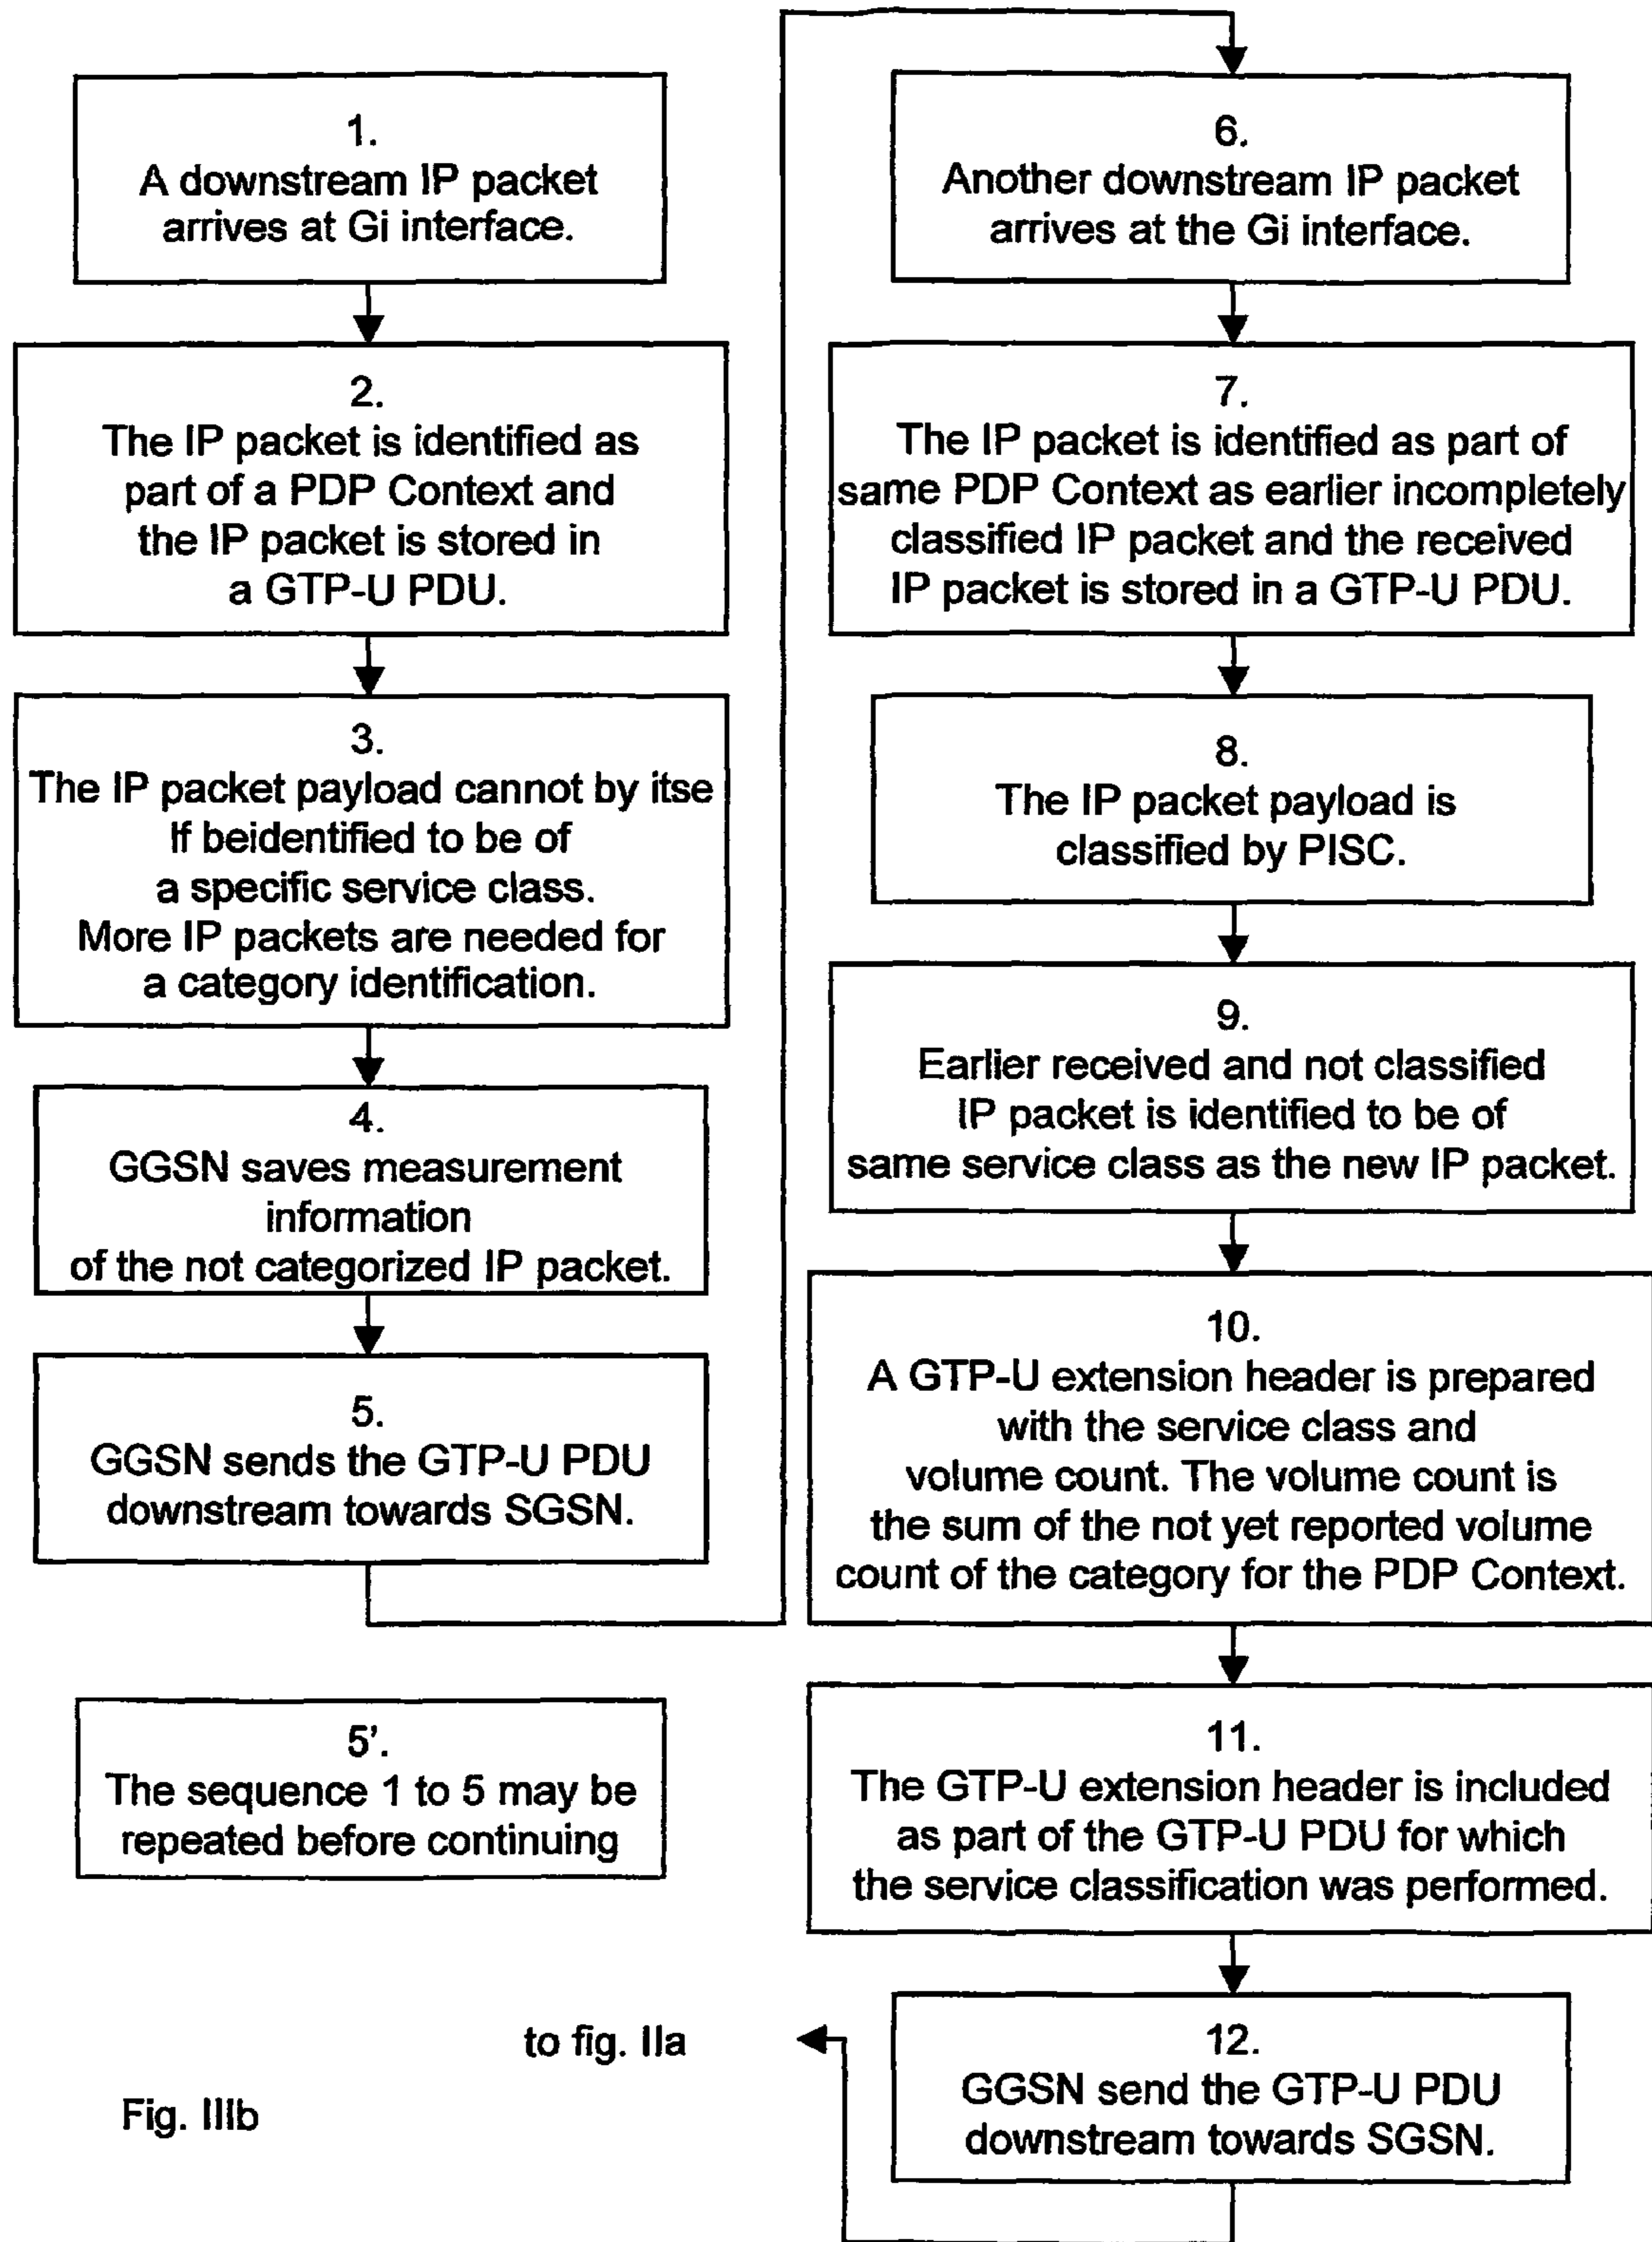 1.
A downstream IP packet
arrives at Gi interface.
2.
The IP packet is identified as
part of a PDP Context and
the IP packet is stored in
a GTP-U PDU.
3.
The IP packet payload cannot by itse
lf beidentified to be of
a specific service class.
More IP packets are needed for
a category identification.
4.
GGSN saves measurement
information
of the not categorized IP packet.
5.
GGSN sends the GTP-U PDU
downstream towards SGSN.
5'.
The sequence 1 to 5 may be
repeated before continuing
6.
Another downstream IP packet
arrives at the Gi interface.
7.
The IP packet is identified as part of
same PDP Context as earlier incompletely
classified IP packet and the received
IP packet is stored in a GTP-U PDU.
8.
The IP packet payload is
classified by PISC.
9.
Earlier received and not classified
IP packet is identified to be of
same service class as the new IP packet.
10.
A GTP-U extension header is prepared
with the service class and
volume count. The volume count is
the sum of the not yet reported volume
count of the category for the PDP Context.
11.
The GTP-U extension header is included
as part of the GTP-U PDU for which
the service classification was performed.
12.
GGSN send the GTP-U PDU
downstream towards SGSN.
to fig. IIa
Fig. IIIb